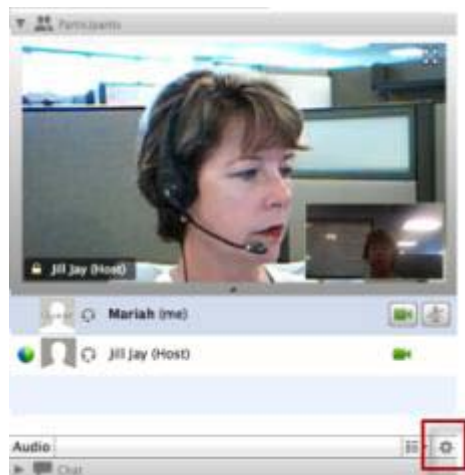 Participants
Jill Jay (Host)
Mariah (me)
Jill Jay (Host)
Audio
Chat